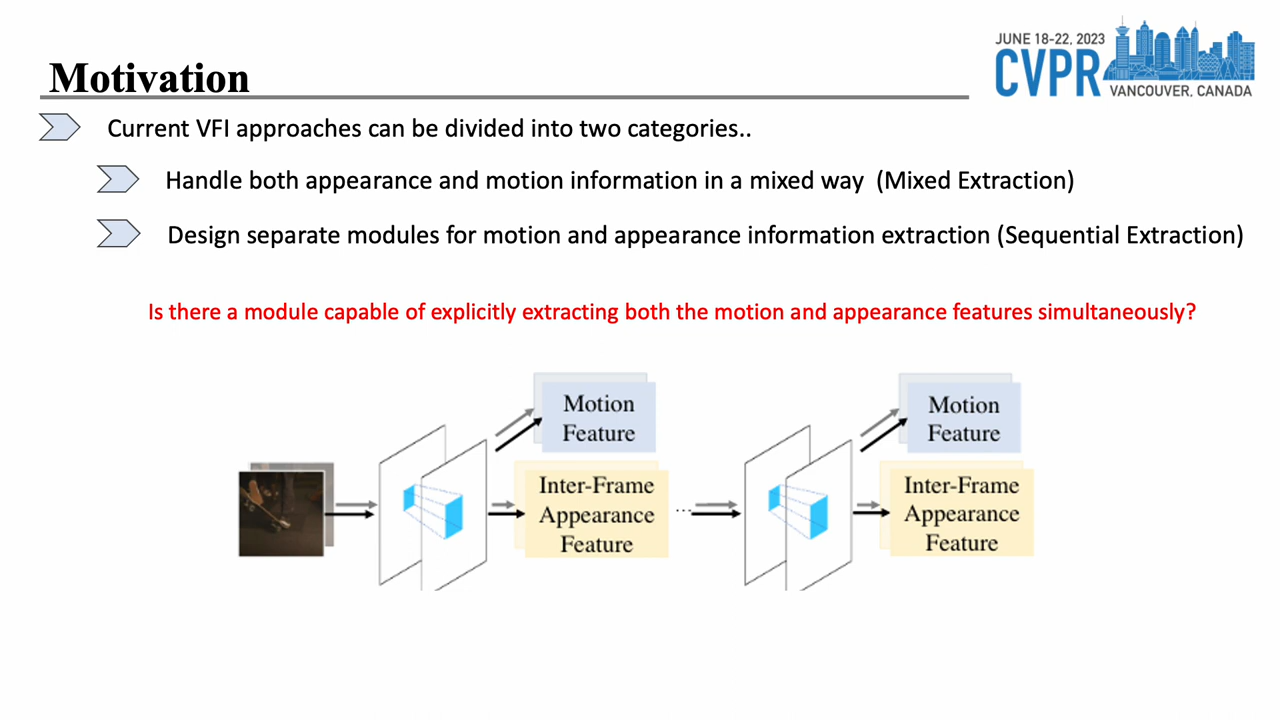 JUNE 18-22, 2023
CVPR
VANCOUVER, CANADA
Motivation
Current VFI approaches can be divided into two categories..
Handle both appearance and motion information in a mixed way (Mixed Extraction)
Design separate modules for motion and appearance information extraction (Sequential Extraction)
Is there a module capable of explicitly extracting both the motion and appearance features simultaneously?
Motion
Feature
Inter-Frame
Appearance
Feature
...
Motion
Feature
Inter-Frame
Appearance
Feature